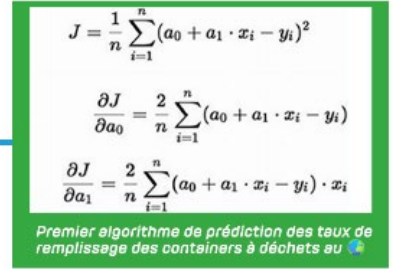 J = \frac{1}{n} \sum_{i=1}^{n} (a_0 + a_1 \cdot x_i - y_i)^2
\frac{\partial J}{\partial a_0} = \frac{2}{n} \sum_{i=1}^{n} (a_0 + a_1 \cdot x_i - y_i)
\frac{\partial J}{\partial a_1} = \frac{2}{n} \sum_{i=1}^{n} (a_0 + a_1 \cdot x_i - y_i) \cdot x_i
Premier algorithme de prédiction des taux de
remplissage des containers à déchets au 🌍